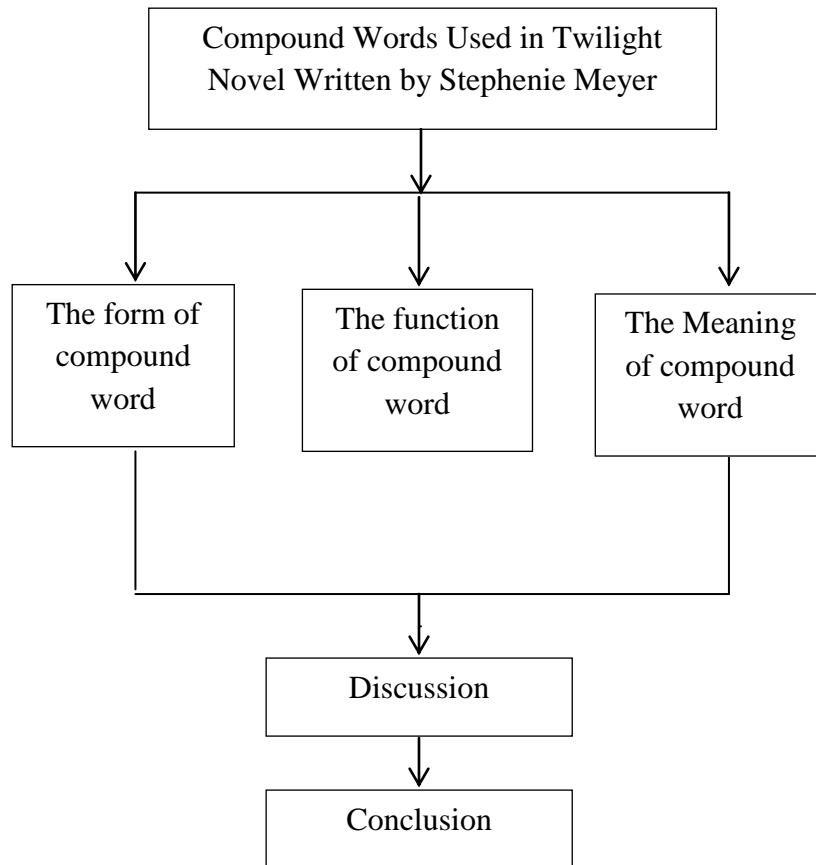 Compound Words Used in Twilight
Novel Written by Stephenie Meyer
The form of
compound
word
The function
of compound
word
The Meaning
of compound
word
Discussion
Conclusion